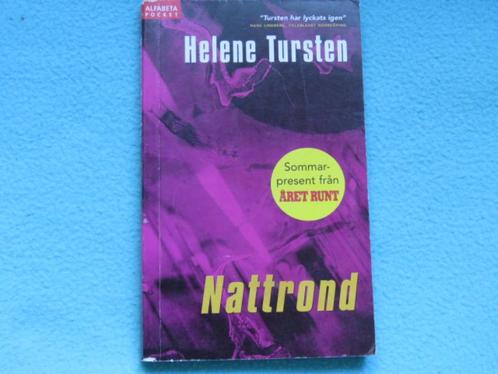 ALFABETA
POCKET
"Tursten har lyckats igen"
Helene Tursten
Sommar-
present från
ÅRET RUNT
Nattrond